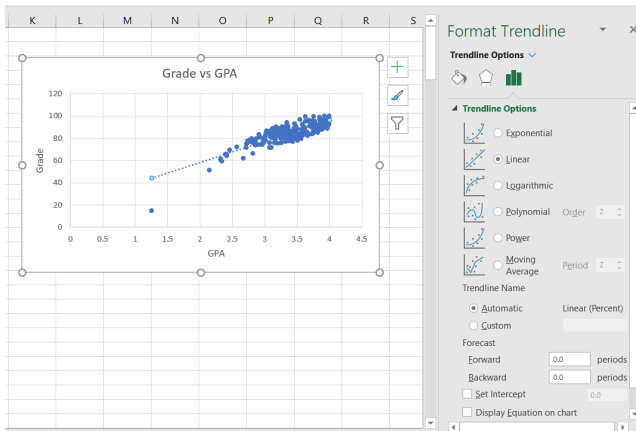 K L M N O P Q R S
Format Trendline
Trendline Options
Grade vs GPA
120
100
80
60
40
20
0
Grade
0 0.5 1 1.5 2 2.5 3 3.5 4 4.5
GPA
Trendline Options
Exponential
Linear
Logarithmic
Polynomial Order 2
Power
Moving
Average Period 2
Trendline Name
Automatic Linear (Percent)
Custom
Forecast
Forward 0.0 periods
Backward 0.0 periods
Set Intercept 0.0
Display Equation on chart